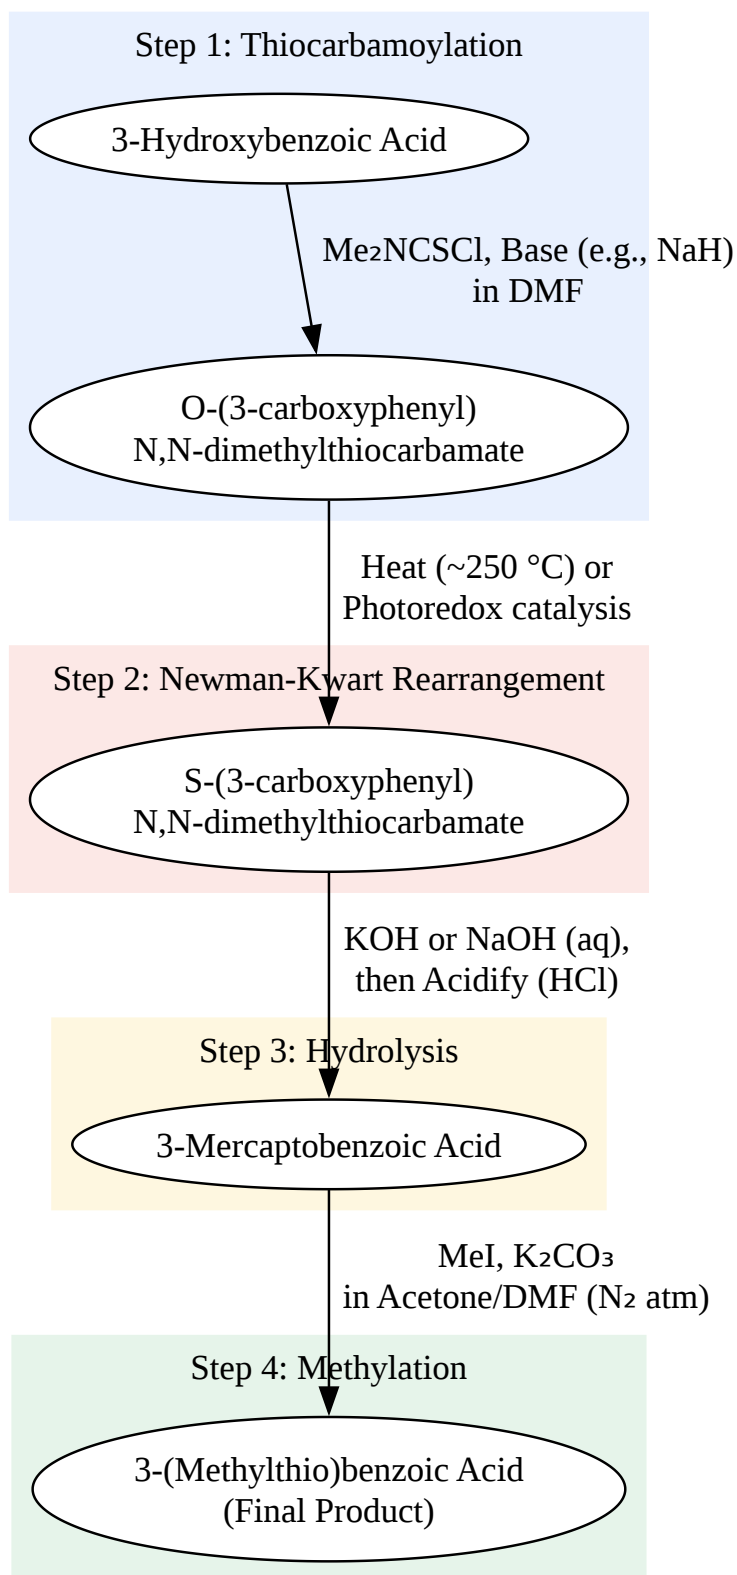 Step 1: Thiocarbamoylation
3-Hydroxybenzoic Acid
Me₂NCSCl, Base (e.g., NaH)
in DMF
O-(3-carboxyphenyl)
N,N-dimethylthiocarbamate
Heat (~250 °C) or
Photoredox catalysis
Step 2: Newman-Kwart Rearrangement
S-(3-carboxyphenyl)
N,N-dimethylthiocarbamate
KOH or NaOH (aq),
then Acidify (HCl)
Step 3: Hydrolysis
3-Mercaptobenzoic Acid
MeI, K₂CO₃
in Acetone/DMF (N₂ atm)
Step 4: Methylation
3-(Methylthio)benzoic Acid
(Final Product)